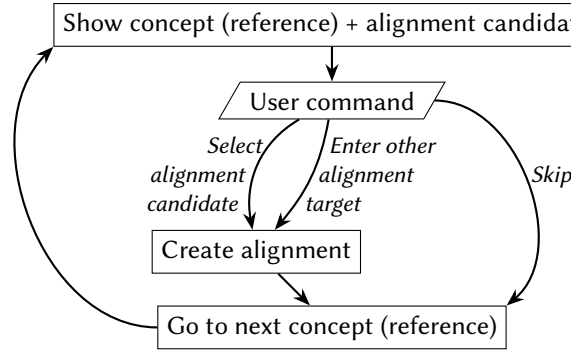 Show concept (reference) + alignment candidat
User command
Select
alignment
candidate
Enter other
alignment
target
Skip
Create alignment
Go to next concept (reference)